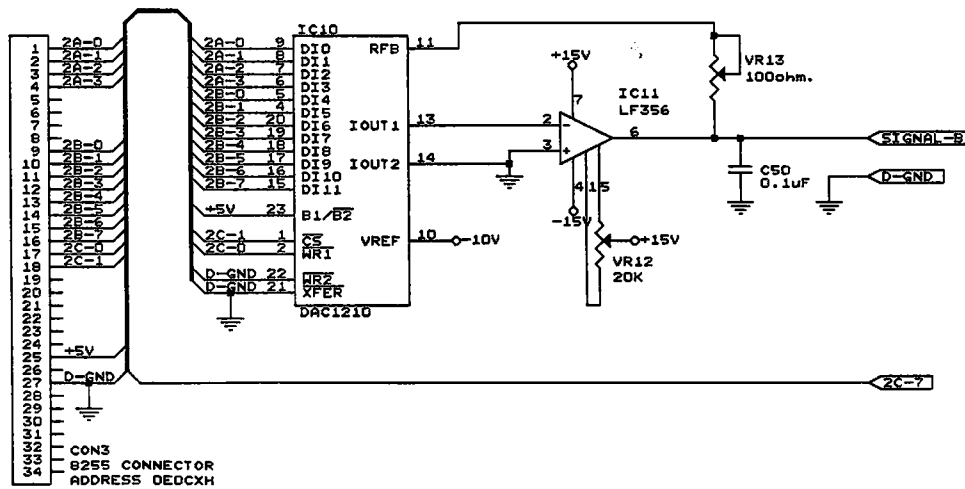 IC10
1 2A-0
2 2A-1
3 2A-2
4 2A-3
5
6
7
8
9 2B-0
10 2B-1
11 2B-2
12 2B-3
13 2B-4
14 2B-5
15 2B-6
16 2B-7
17 2C-0
18 2C-1
19
20
21
22
23
24
25 +5V
26
27 D-GND
28
29
30
31
32
33
34
CON3
8255 CONNECTOR
ADDRESS 0EDCXH
2A-0 9 DI0
2A-1 8 DI1
2A-2 7 DI2
2A-3 6 DI3
2B-0 5 DI4
2B-1 4 DI5
2B-2 20 DI6
2B-3 19 DI7
2B-4 18 DI8
2B-5 17 DI9
2B-6 16 DI10
2B-7 15 DI11
+5V 23 B1/B2
2C-1 1 CS
2C-0 2 WR1
D-GND 22 WR2
D-GND 21 XFER
DAC1210
RFB 11
IOUT1 13
IOUT2 14
VREF 10 -10V
+15V
7
IC11
LF356
2 -
3 +
6
4 1 5
-15V
+15V
VR12
20K
VR13
100ohm.
C50
0.1uF
SIGNAL-B
D-GND
2C-7